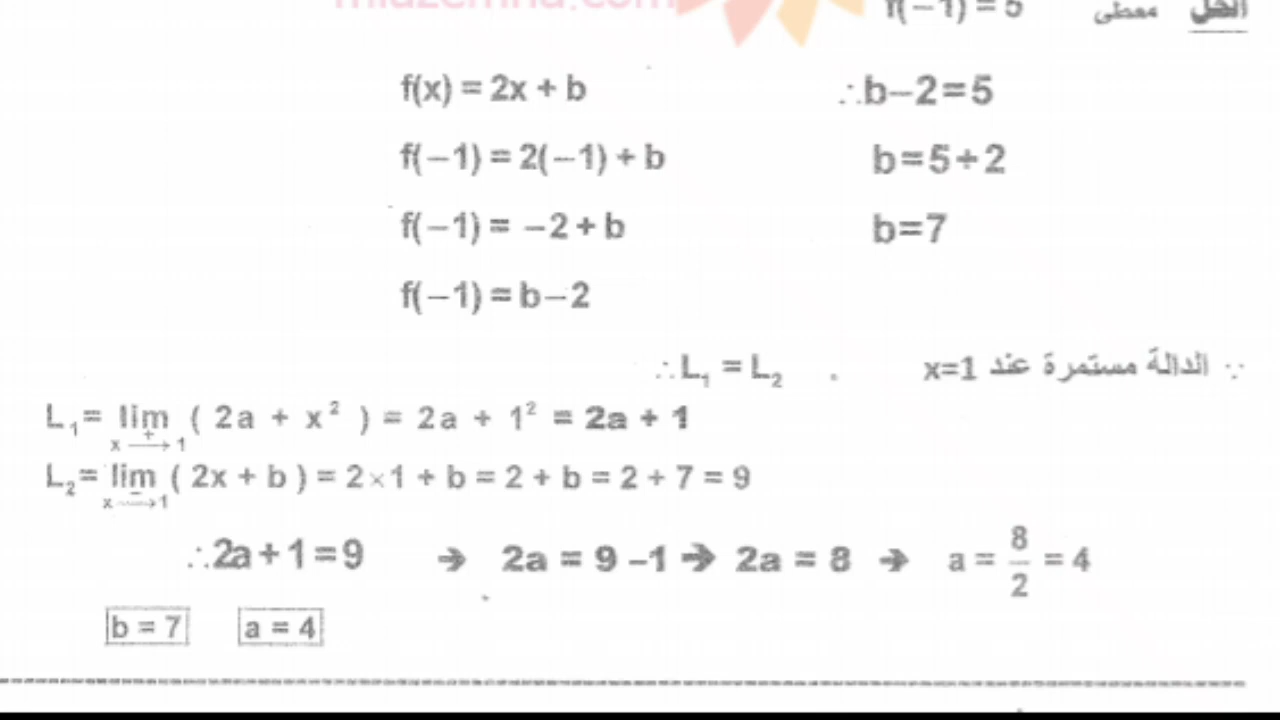 mlazemna.com
الحل معطى f(−1) = 5
f(x) = 2x + b ∴b−2=5
f(−1) = 2(−1) + b b=5+2
f(−1) = −2 + b b=7
f(−1) = b−2
∵ الدالة مستمرة عند x=1 ∴L₁ = L₂ .
L₁= lim x⟶1⁺ ( 2a + x² ) = 2a + 1² = 2a + 1
L₂= lim x⟶1⁻ ( 2x + b ) = 2×1 + b = 2 + b = 2 + 7 = 9
∴2a+1=9 ➔ 2a = 9 –1 ➔ 2a = 8 ➔ a = 8/2 = 4
b = 7 a = 4